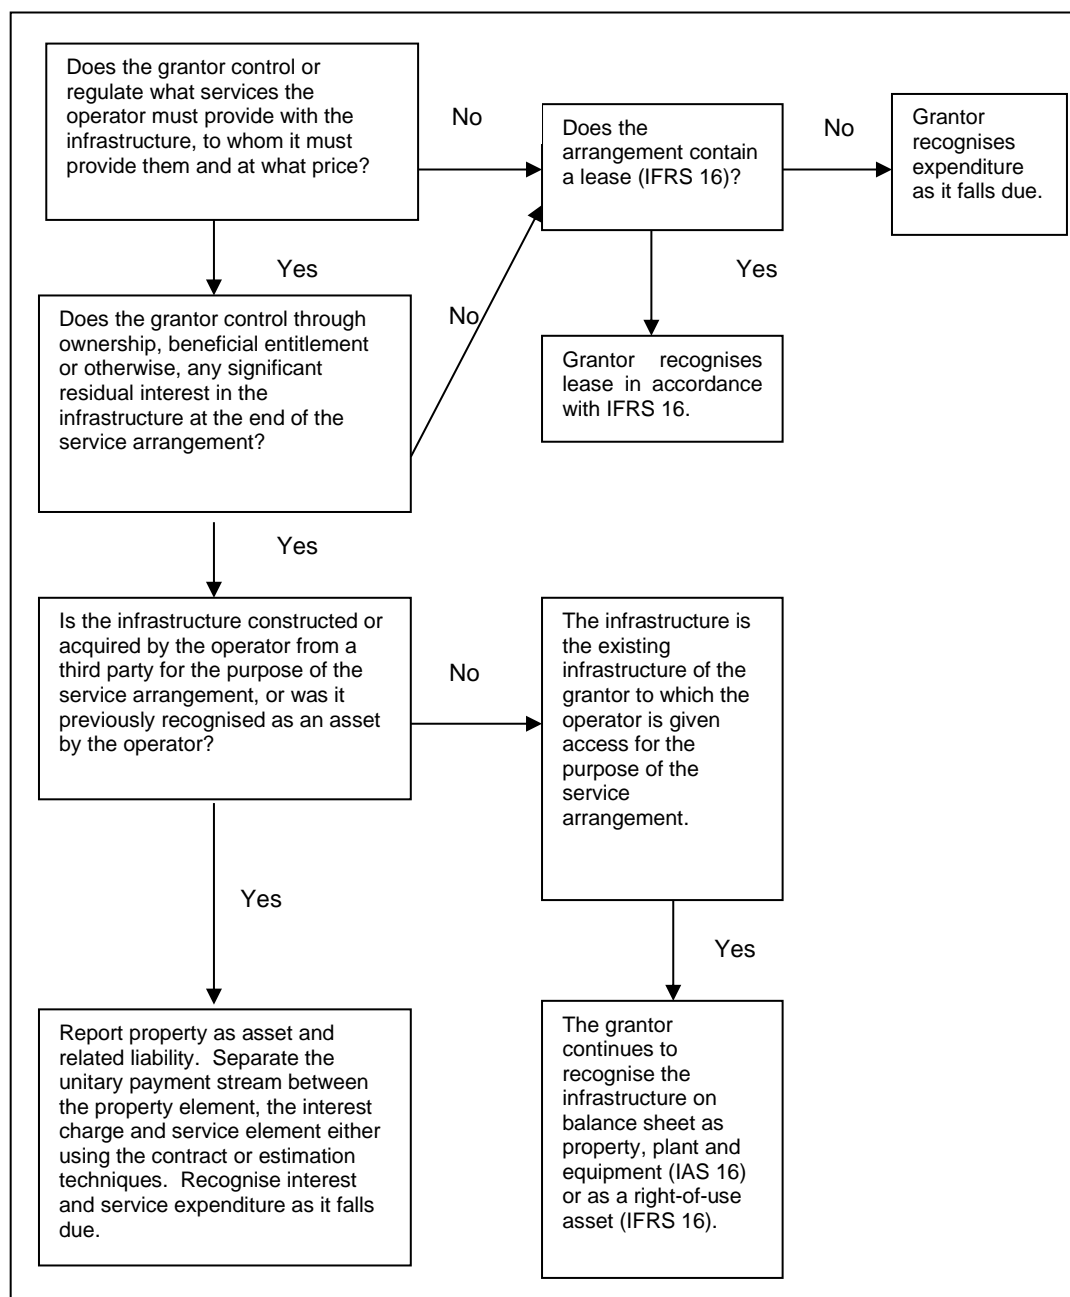 Does the grantor control or
regulate what services the
operator must provide with the
infrastructure, to whom it must
provide them and at what price?
No
Does the
arrangement contain
a lease (IFRS 16)?
No
Grantor
recognises
expenditure
as it falls due.
Yes
Yes
Does the grantor control through
ownership, beneficial entitlement
or otherwise, any significant
residual interest in the
infrastructure at the end of the
service arrangement?
No
Grantor recognises
lease in accordance
with IFRS 16.
Yes
Is the infrastructure constructed or
acquired by the operator from a
third party for the purpose of the
service arrangement, or was it
previously recognised as an asset
by the operator?
No
The infrastructure is
the existing
infrastructure of the
grantor to which the
operator is given
access for the
purpose of the
service
arrangement.
Yes
Yes
Report property as asset and
related liability.  Separate the
unitary payment stream between
the property element, the interest
charge and service element either
using the contract or estimation
techniques.  Recognise interest
and service expenditure as it falls
due.
The grantor
continues to
recognise the
infrastructure on
balance sheet as
property, plant and
equipment (IAS 16)
or as a right-of-use
asset (IFRS 16).